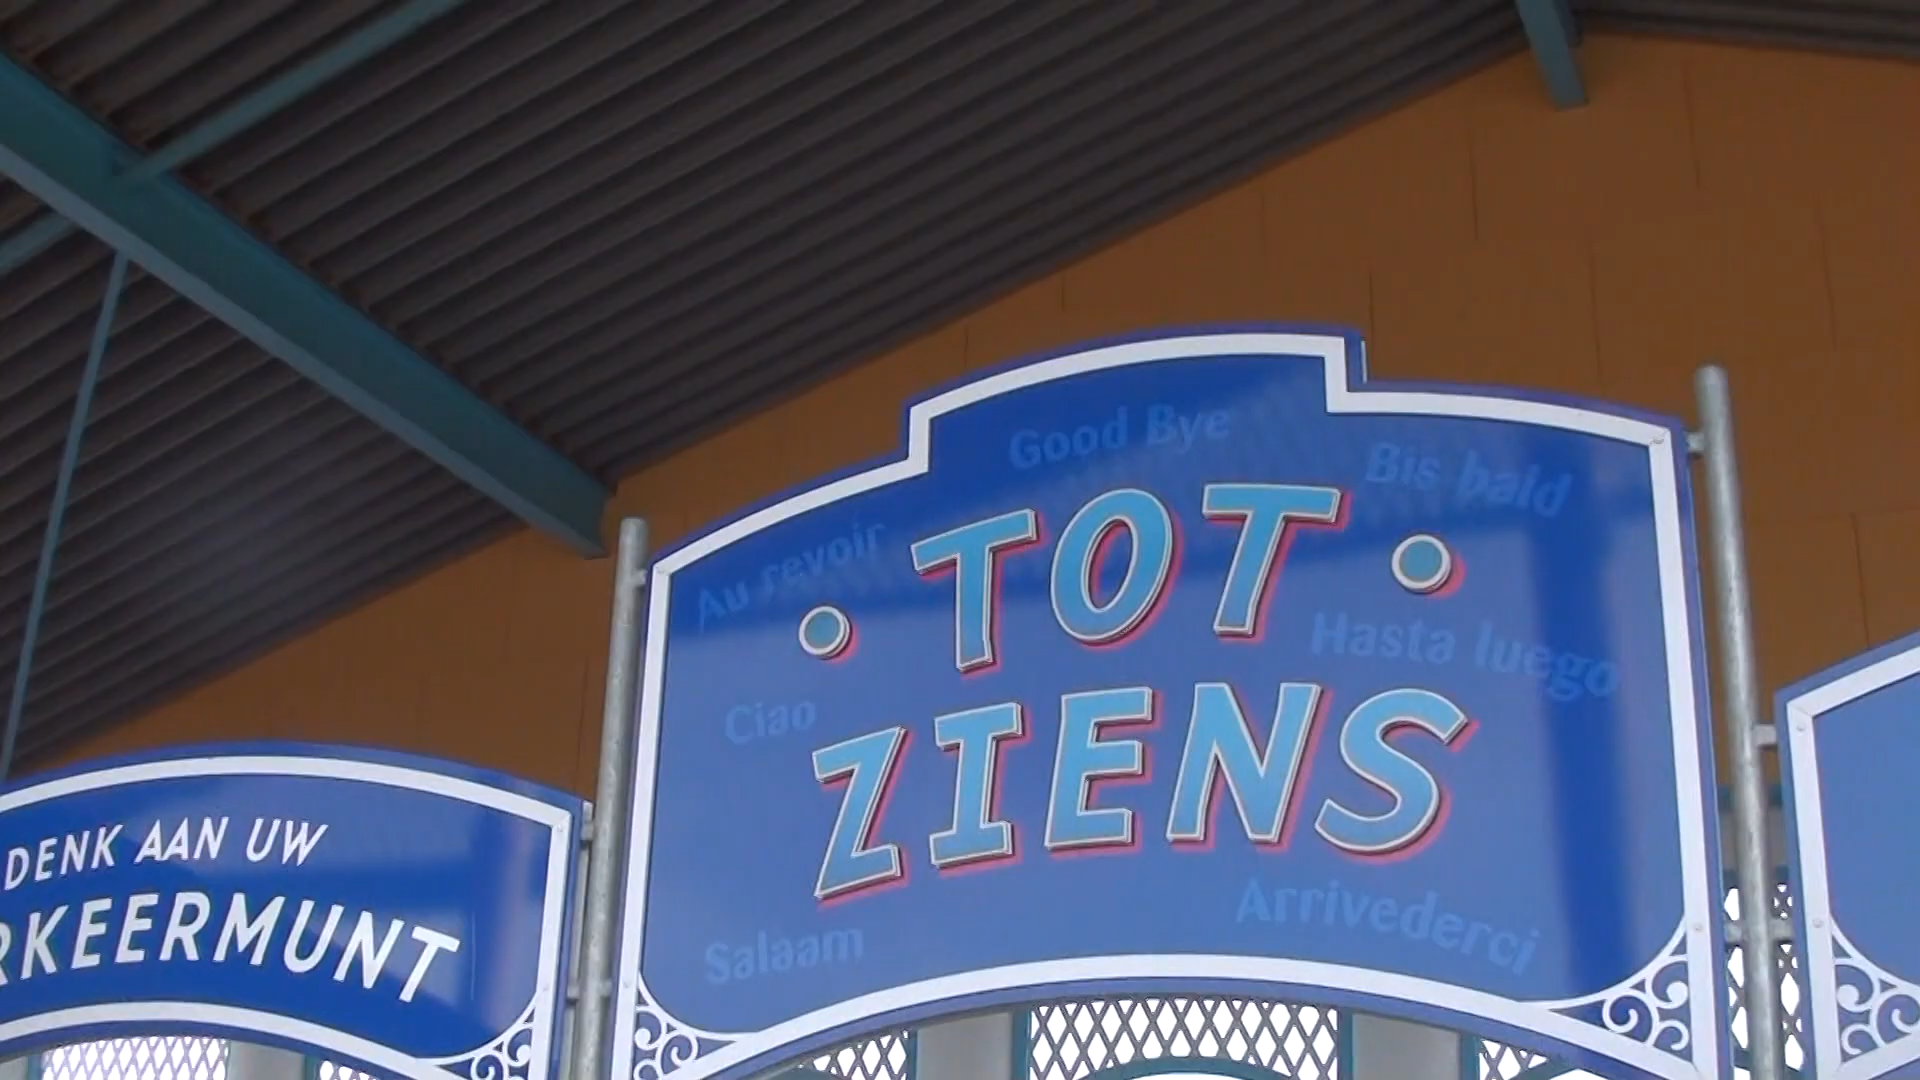 Good Bye
Bis bald
Au revoir
TOT
Hasta luego
Ciao
ZIENS
Arrivederci
Salaam
DENK AAN UW
RKEERMUNT